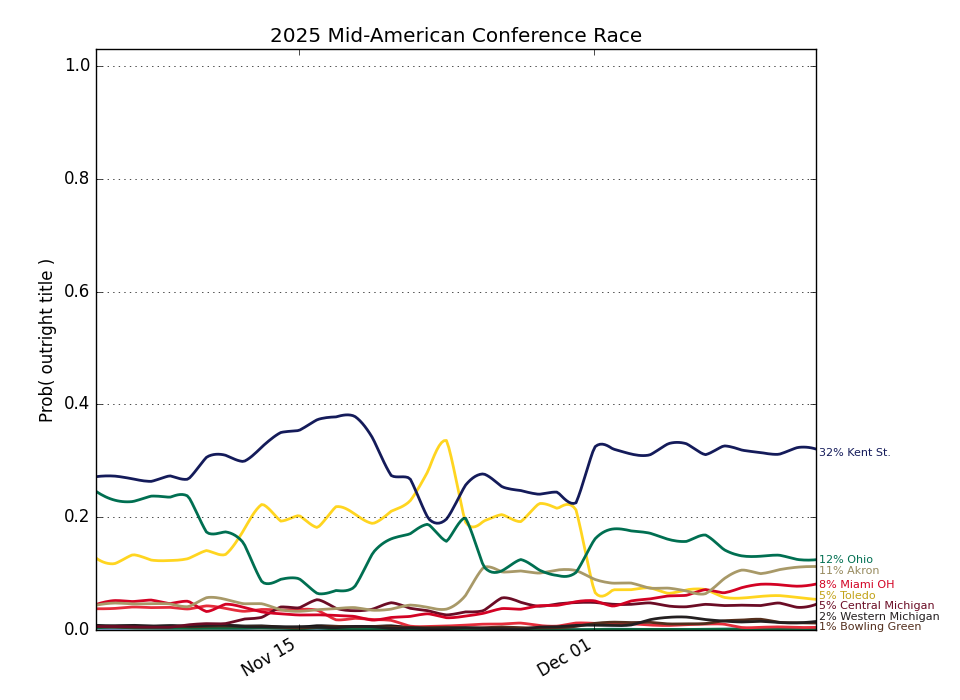 2025 Mid-American Conference Race
Prob( outright title )
1.0
0.8
0.6
0.4
0.2
0.0
Nov 15
Dec 01
32% Kent St.
12% Ohio
11% Akron
8% Miami OH
5% Toledo
5% Central Michigan
2% Western Michigan
1% Bowling Green